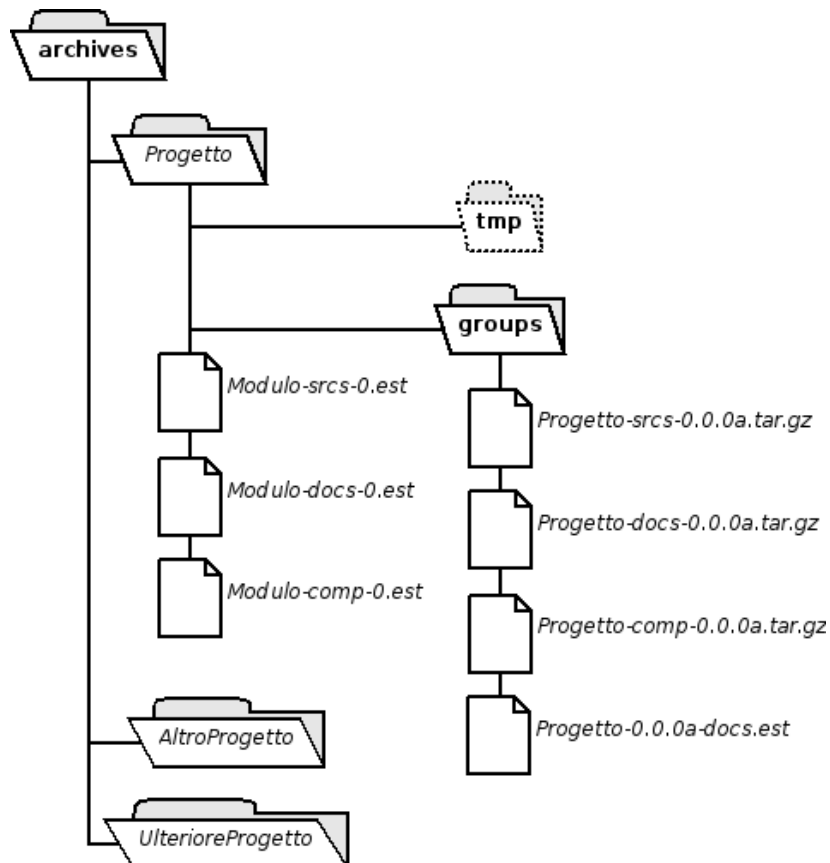 archives
Progetto
tmp
groups
Modulo-srcs-0.est
Progetto-srcs-0.0.0a.tar.gz
Modulo-docs-0.est
Progetto-docs-0.0.0a.tar.gz
Modulo-comp-0.est
Progetto-comp-0.0.0a.tar.gz
Progetto-0.0.0a-docs.est
AltroProgetto
UlterioreProgetto